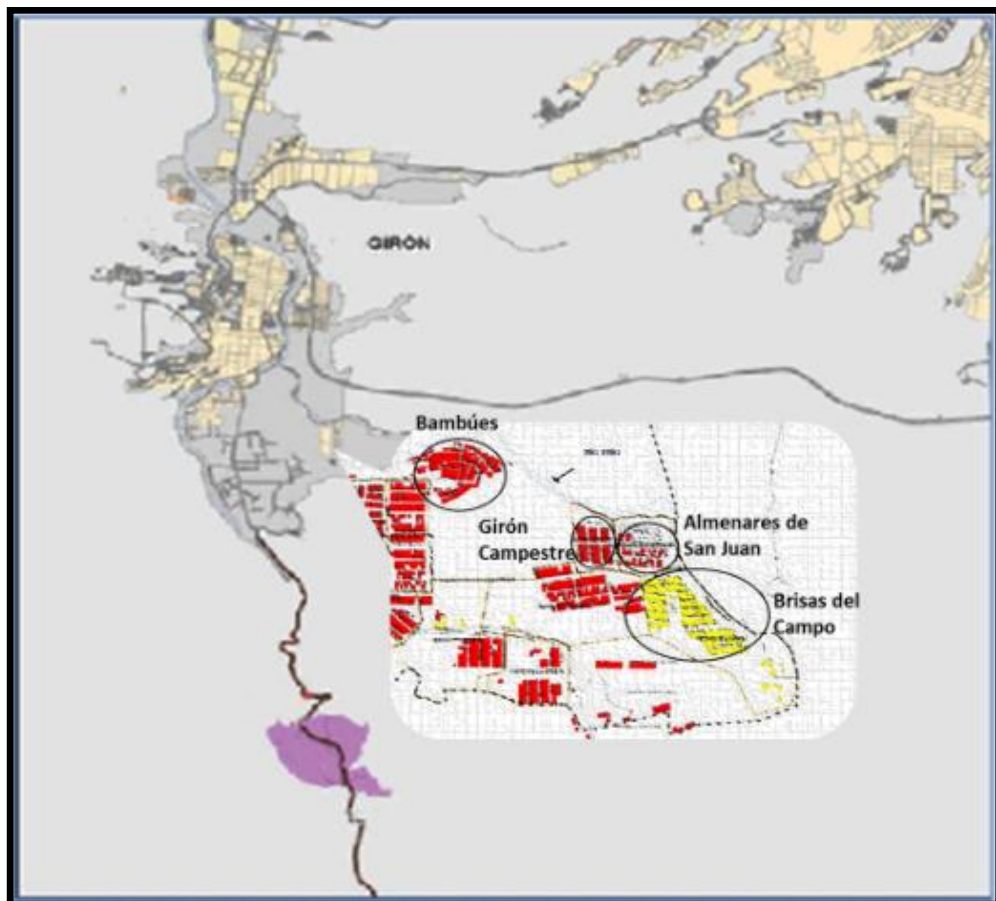 GIRÓN
Bambúes
Girón
Campestre
Almenares de
San Juan
Brisas del
Campo